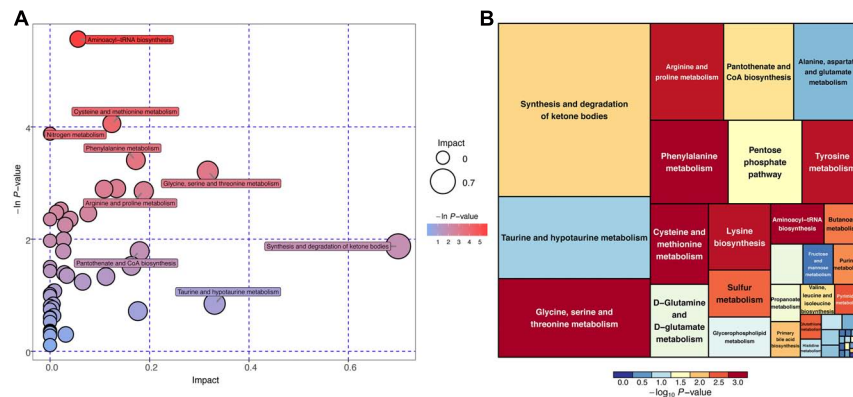 A
Aminoacyl−tRNA biosynthesis
Cysteine and methionine metabolism
Nitrogen metabolism
Phenylalanine metabolism
Glycine, serine and threonine metabolism
Arginine and proline metabolism
Synthesis and degradation of ketone bodies
Pantothenate and CoA biosynthesis
Taurine and hypotaurine metabolism
−ln P−value
4
2
0
0.0 0.2 0.4 0.6
Impact
Impact
0
0.7
−ln P−value
1 2 3 4 5
B
Synthesis and degradation
of ketone bodies
Taurine and hypotaurine metabolism
Glycine, serine and
threonine metabolism
Arginine and
proline metabolism
Pantothenate and
CoA biosynthesis
Alanine, aspartat
and glutamate
metabolism
Phenylalanine
metabolism
Pentose
phosphate
pathway
Tyrosine
metabolism
Cysteine and
methionine
metabolism
Lysine
biosynthesis
Aminoacyl−tRNA
biosynthesis
Butanoa
metabolis
Fructose
and
mannose
metabolism
Purin
metabol
Sulfur
metabolism
D−Glutamine
and
D−glutamate
metabolism
Glycerophospholipid
metabolism
Propanoate
metabolism
Valine,
leucine and
isoleucine
biosynthesis
Primary
bile acid
biosynthesis
Histidine
metabolism
0.0 0.5 1.0 1.5 2.0 2.5 3.0
−log₁₀ P−value